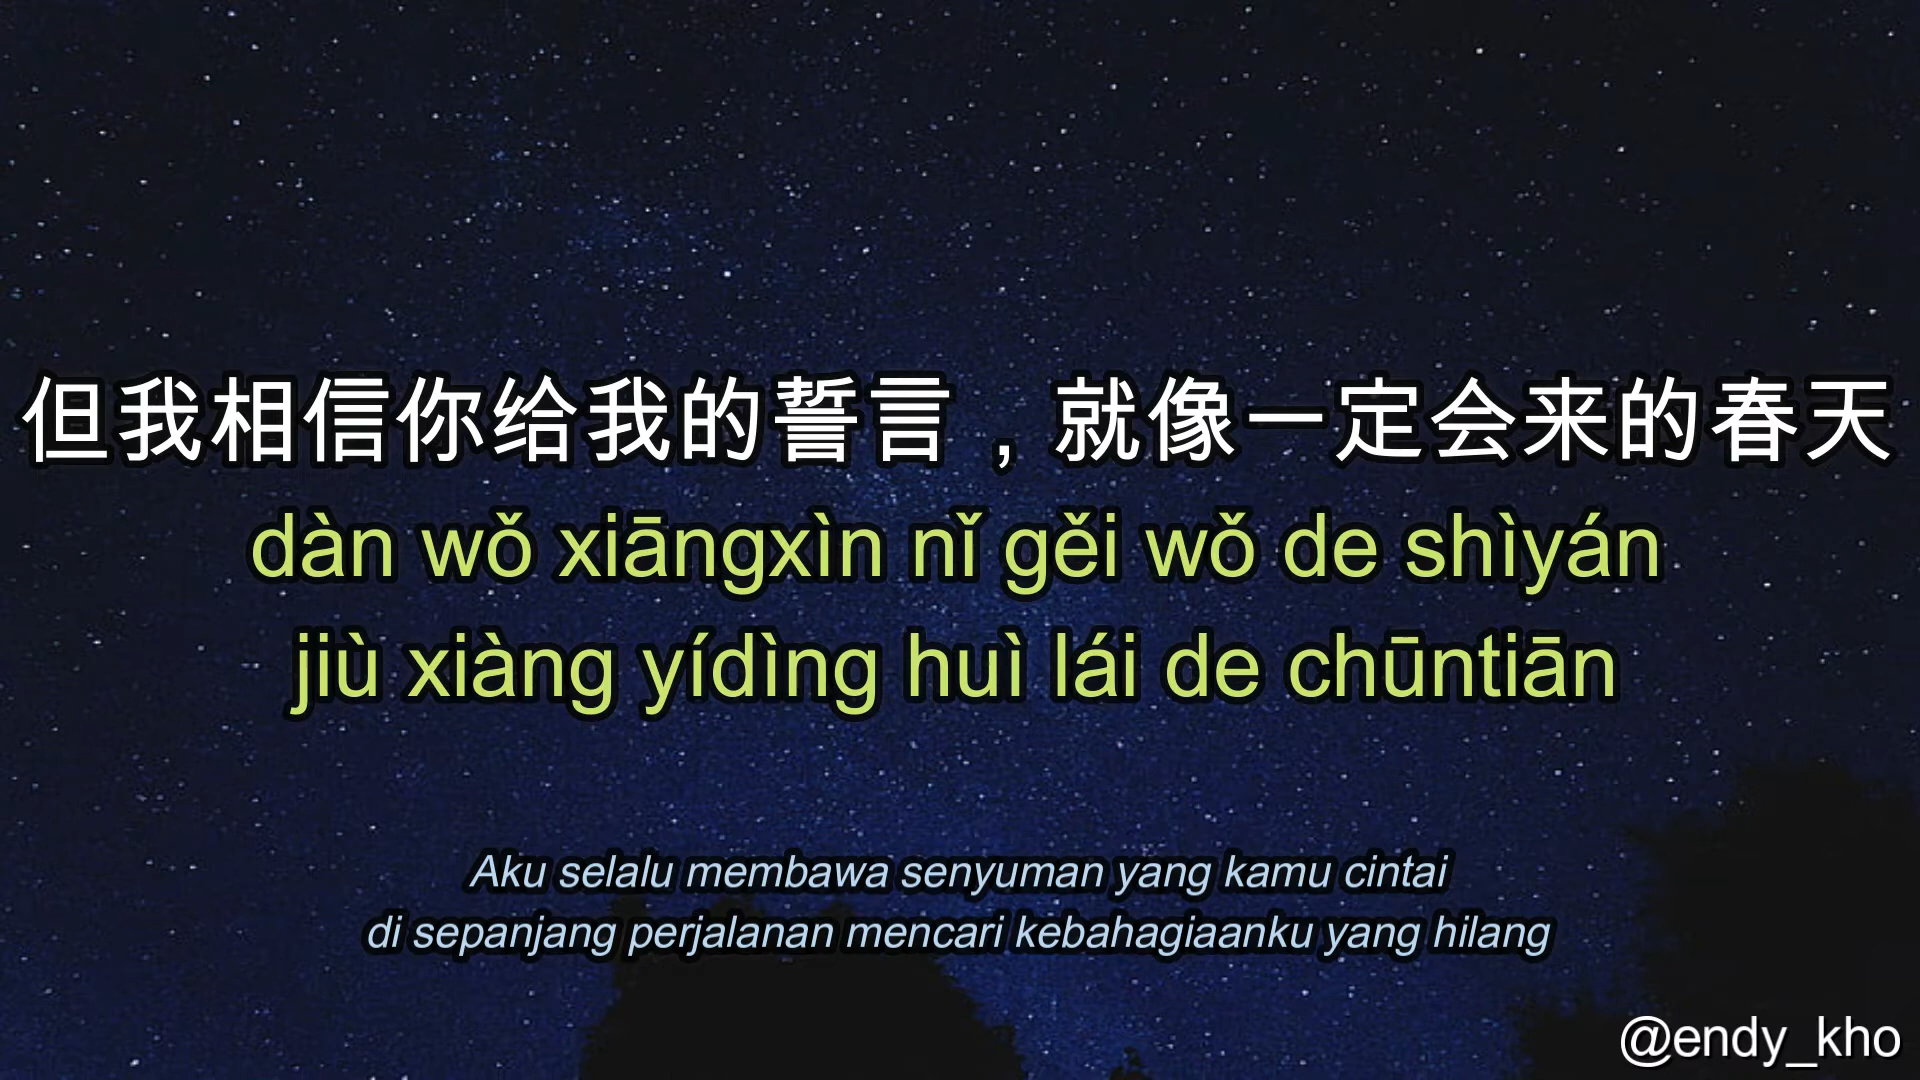 但我相信你给我的誓言，就像一定会来的春天
dàn wǒ xiāngxìn nǐ gěi wǒ de shìyán
jiù xiàng yídìng huì lái de chūntiān
Aku selalu membawa senyuman yang kamu cintai
di sepanjang perjalanan mencari kebahagiaanku yang hilang
@endy_kho